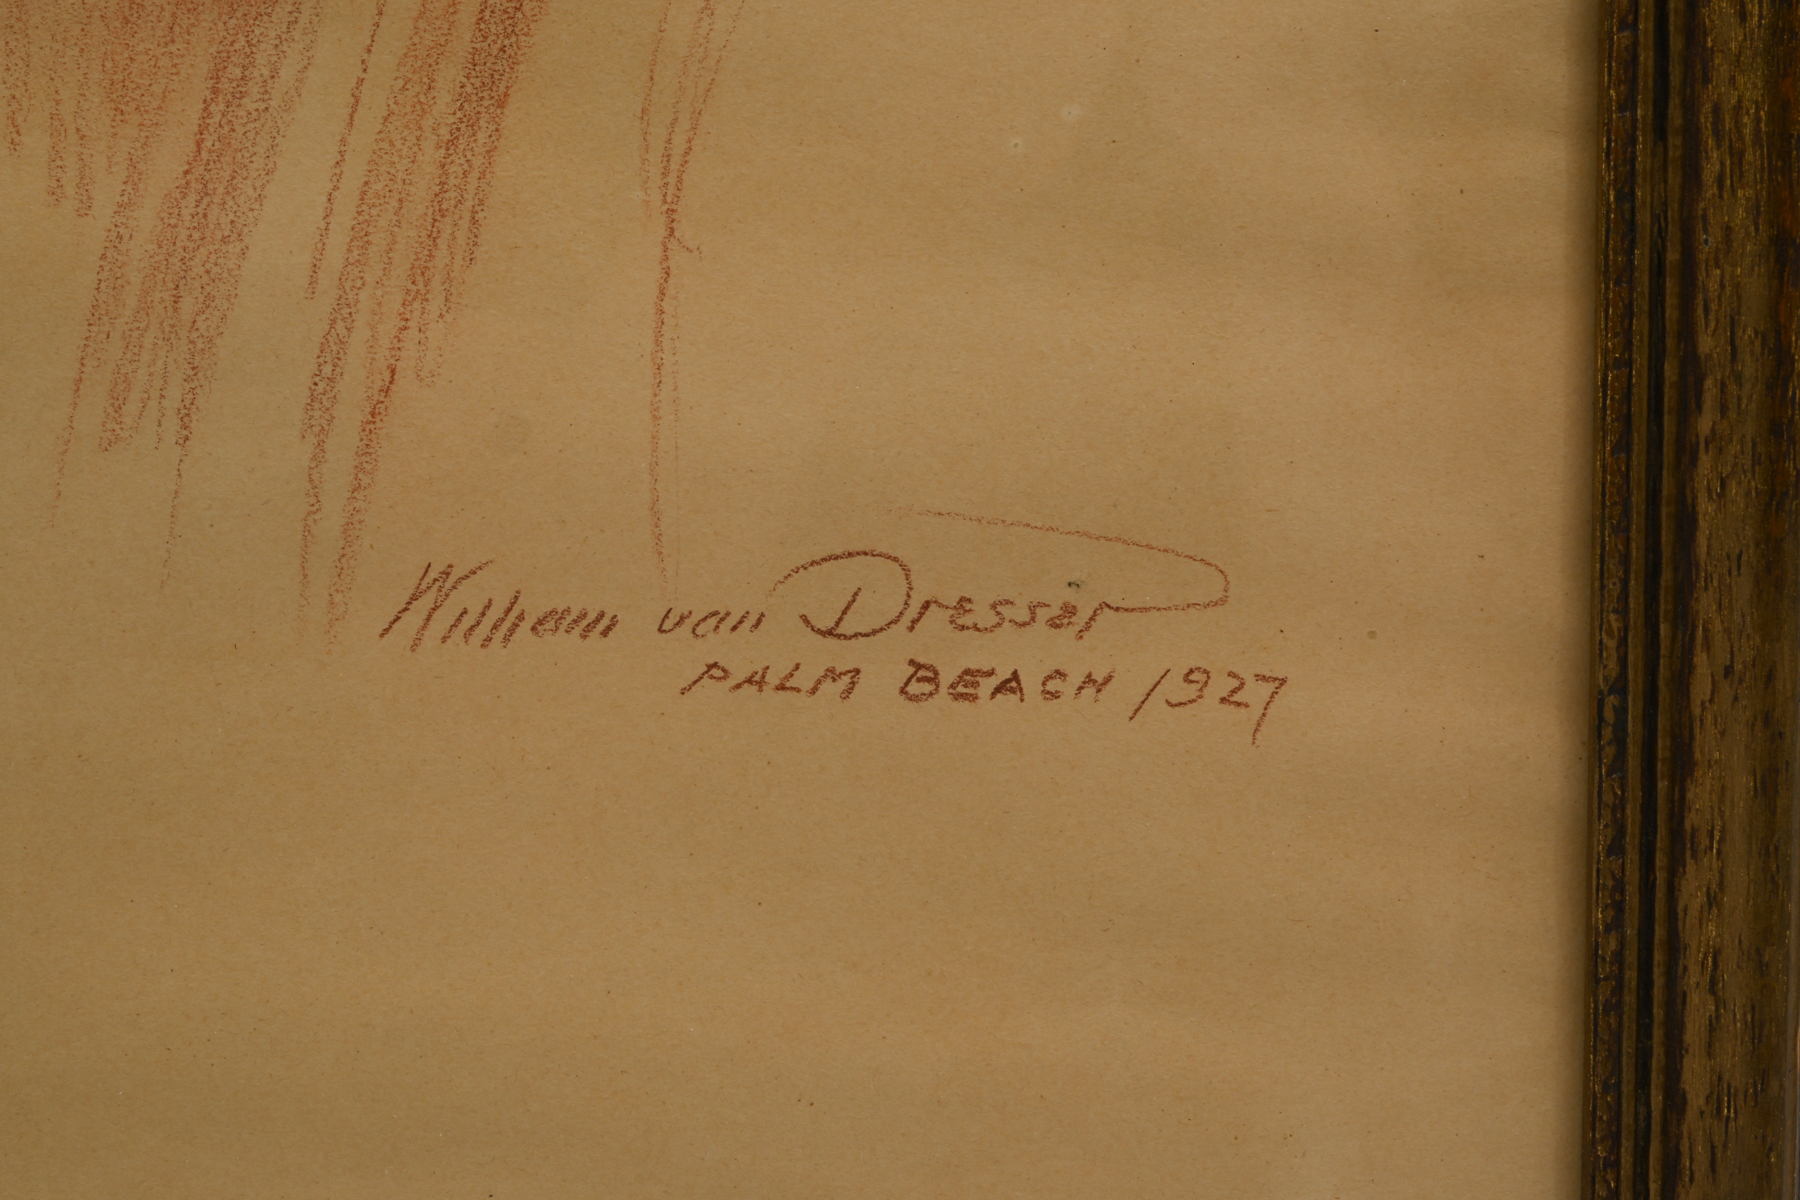 William van Dresser
PALM BEACH 1927